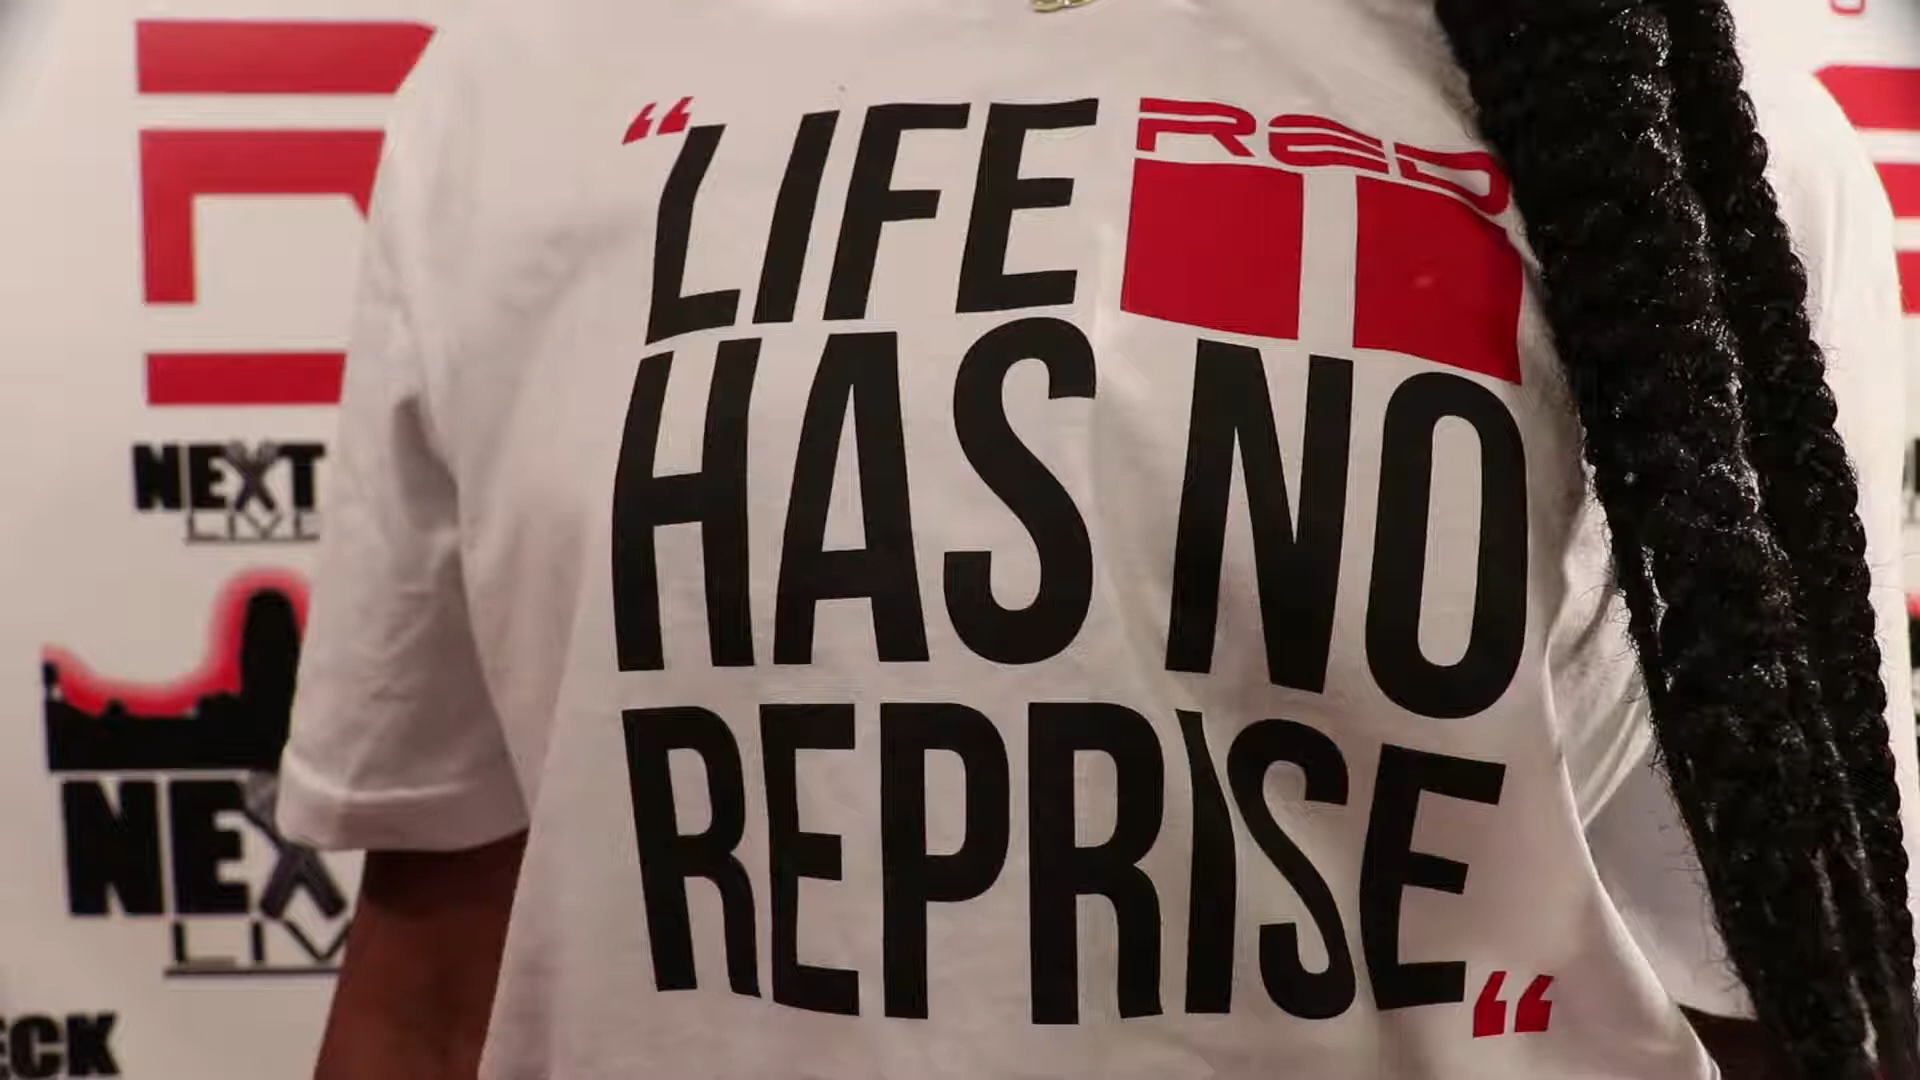 “LIFE RED
HAS NO
REPRISE“
NEXT
LIVE
NEX
LIV
ECK